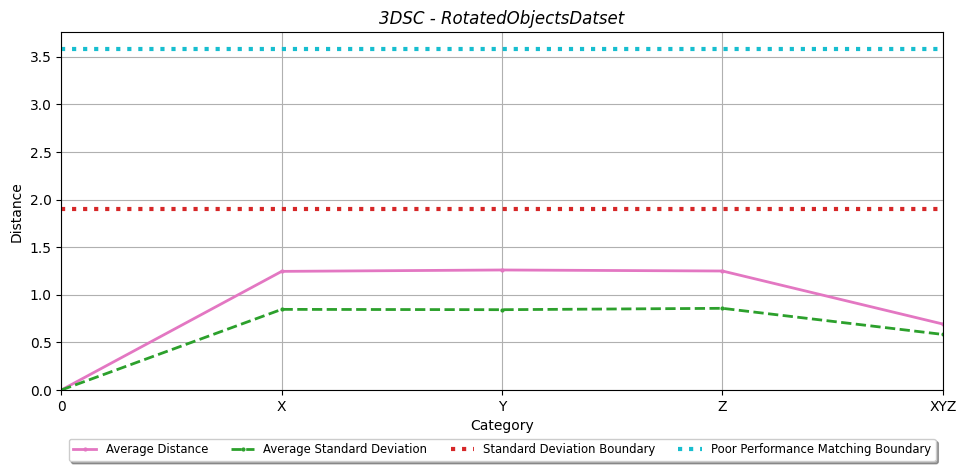 3DSC - RotatedObjectsDatset
3.5
3.0
2.5
2.0
1.5
1.0
0.5
0.0
Distance
0 X Y Z XYZ
Category
Average Distance Average Standard Deviation Standard Deviation Boundary Poor Performance Matching Boundary